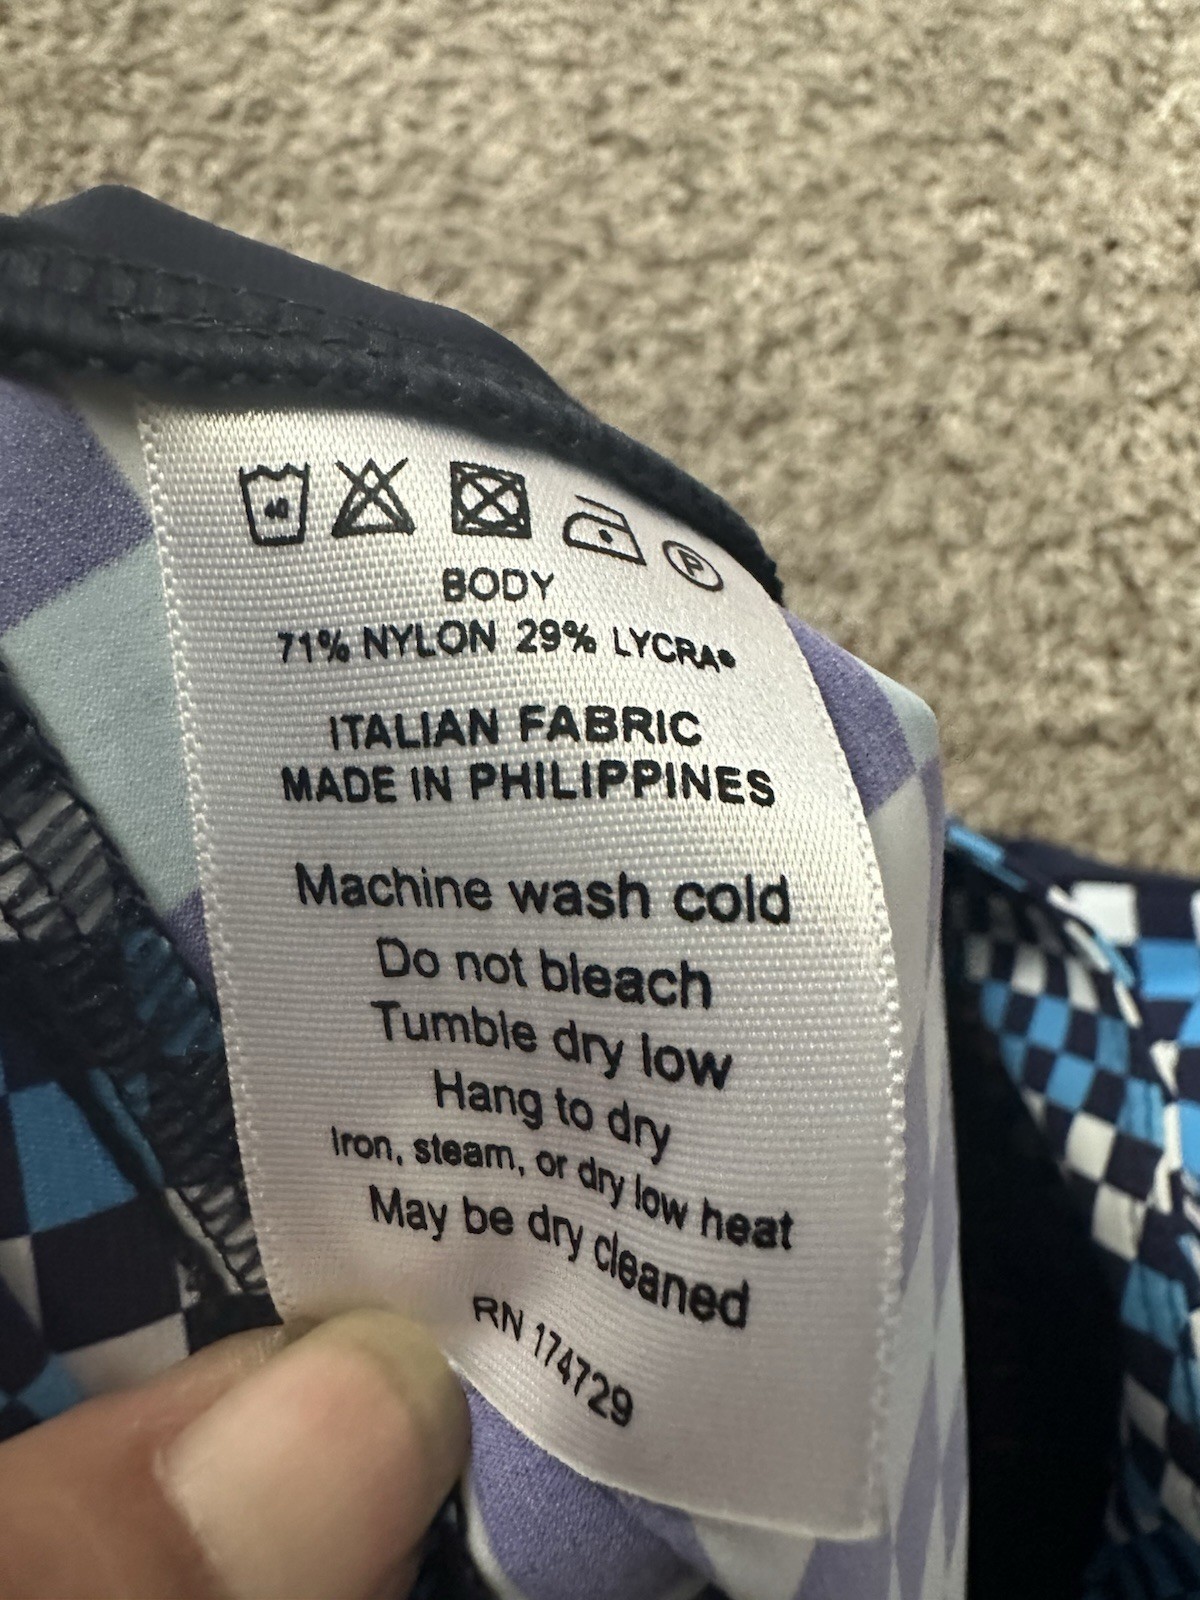 40
P
BODY
71% NYLON 29% LYCRA®
ITALIAN FABRIC
MADE IN PHILIPPINES
Machine wash cold
Do not bleach
Tumble dry low
Hang to dry
Iron, steam, or dry low heat
May be dry cleaned
RN 174729